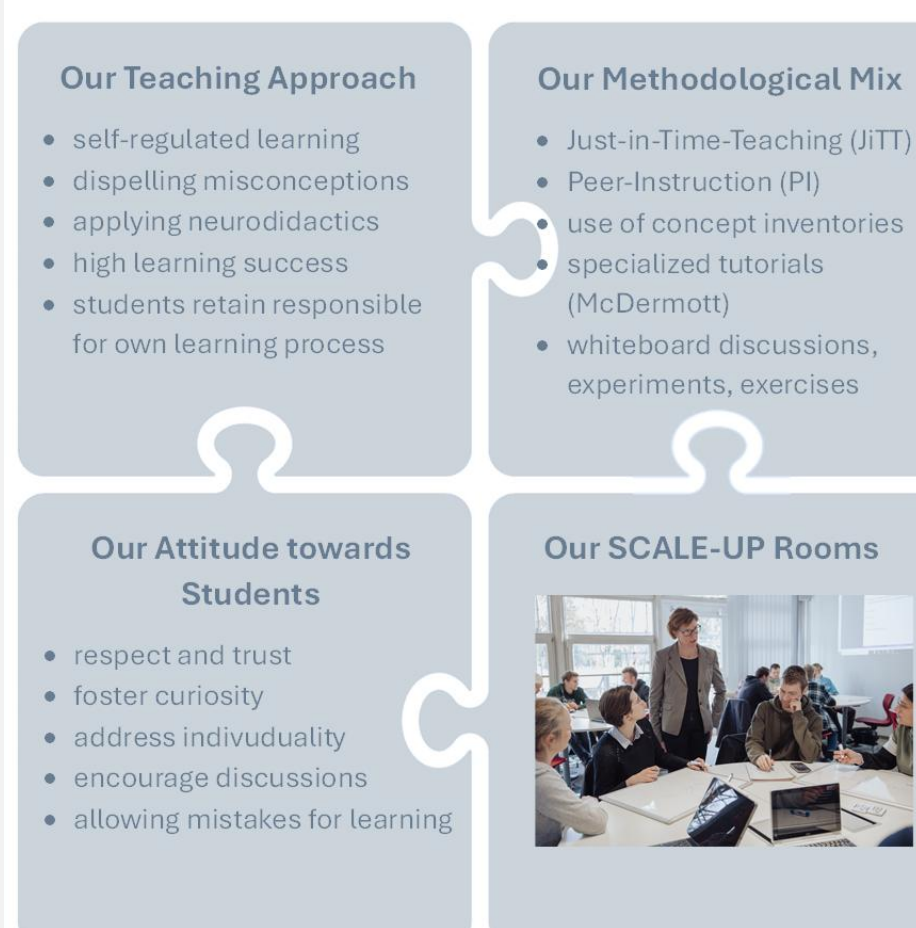 Our Teaching Approach
• self-regulated learning
• dispelling misconceptions
• applying neurodidactics
• high learning success
• students retain responsible
for own learning process
Our Methodological Mix
• Just-in-Time-Teaching (JiTT)
• Peer-Instruction (PI)
• use of concept inventories
• specialized tutorials
(McDermott)
• whiteboard discussions,
experiments, exercises
Our Attitude towards
Students
• respect and trust
• foster curiosity
• address indivuduality
• encourage discussions
• allowing mistakes for learning
Our SCALE-UP Rooms